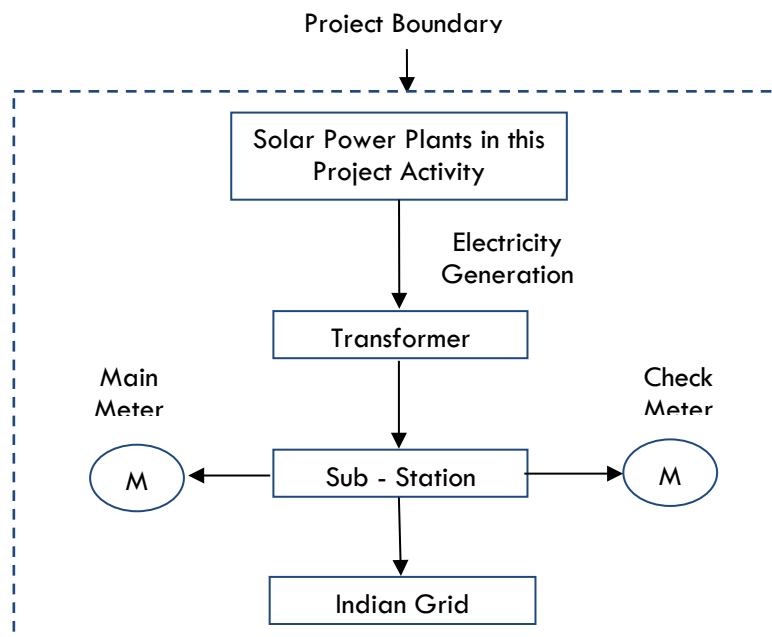 Project Boundary
Solar Power Plants in this
Project Activity
Electricity
Generation
Transformer
Main
Meter
Check
Meter
M
Sub - Station
M
Indian Grid